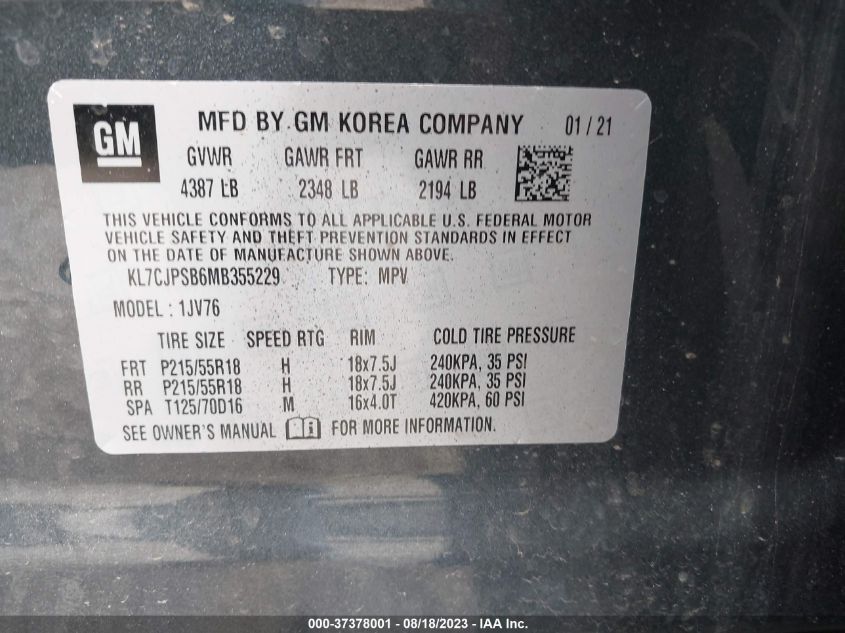 GM
MFD BY GM KOREA COMPANY 01/21
GVWR GAWR FRT GAWR RR
4387 LB 2348 LB 2194 LB
THIS VEHICLE CONFORMS TO ALL APPLICABLE U.S. FEDERAL MOTOR
VEHICLE SAFETY AND THEFT PREVENTION STANDARDS IN EFFECT
ON THE DATE OF MANUFACTURE SHOWN ABOVE.
KL7CJPSB6MB355229 TYPE: MPV
MODEL : 1JV76
TIRE SIZE SPEED RTG RIM COLD TIRE PRESSURE
FRT P215/55R18 H 18x7.5J 240KPA, 35 PSI
RR P215/55R18 H 18x7.5J 240KPA, 35 PSI
SPA T125/70D16 M 16x4.0T 420KPA, 60 PSI
SEE OWNER'S MANUAL i FOR MORE INFORMATION.
000-37378001 - 08/18/2023 - IAA Inc.